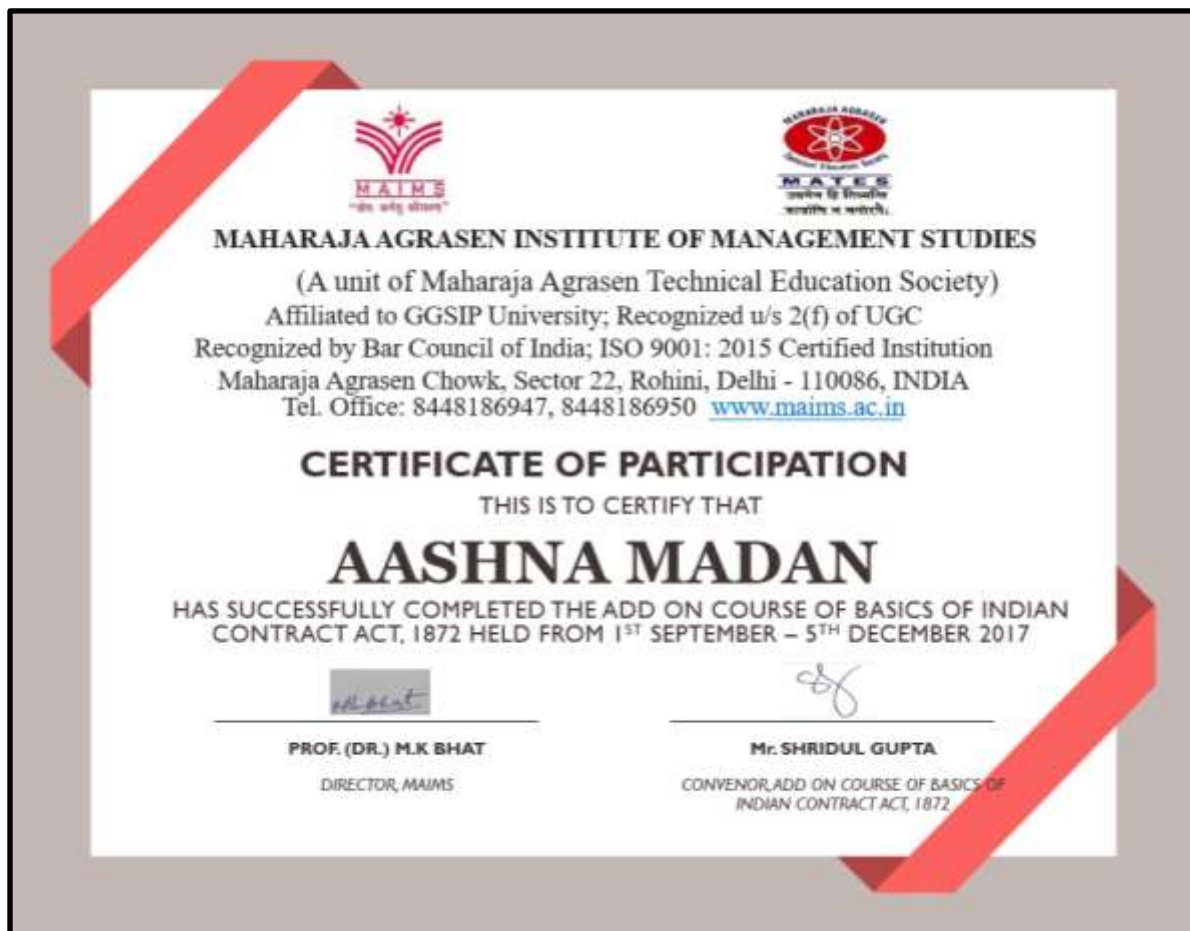 MAIMS
MAHARAJA AGRASEN
MATES
MAHARAJA AGRASEN INSTITUTE OF MANAGEMENT STUDIES
(A unit of Maharaja Agrasen Technical Education Society)
Affiliated to GGSIP University; Recognized u/s 2(f) of UGC
Recognized by Bar Council of India; ISO 9001: 2015 Certified Institution
Maharaja Agrasen Chowk, Sector 22, Rohini, Delhi - 110086, INDIA
Tel. Office: 8448186947, 8448186950 www.maims.ac.in
CERTIFICATE OF PARTICIPATION
THIS IS TO CERTIFY THAT
AASHNA MADAN
HAS SUCCESSFULLY COMPLETED THE ADD ON COURSE OF BASICS OF INDIAN
CONTRACT ACT, 1872 HELD FROM 1ST SEPTEMBER – 5TH DECEMBER 2017
PROF. (DR.) M.K BHAT
DIRECTOR, MAIMS
Mr. SHRIDUL GUPTA
CONVENOR, ADD ON COURSE OF BASICS OF
INDIAN CONTRACT ACT, 1872